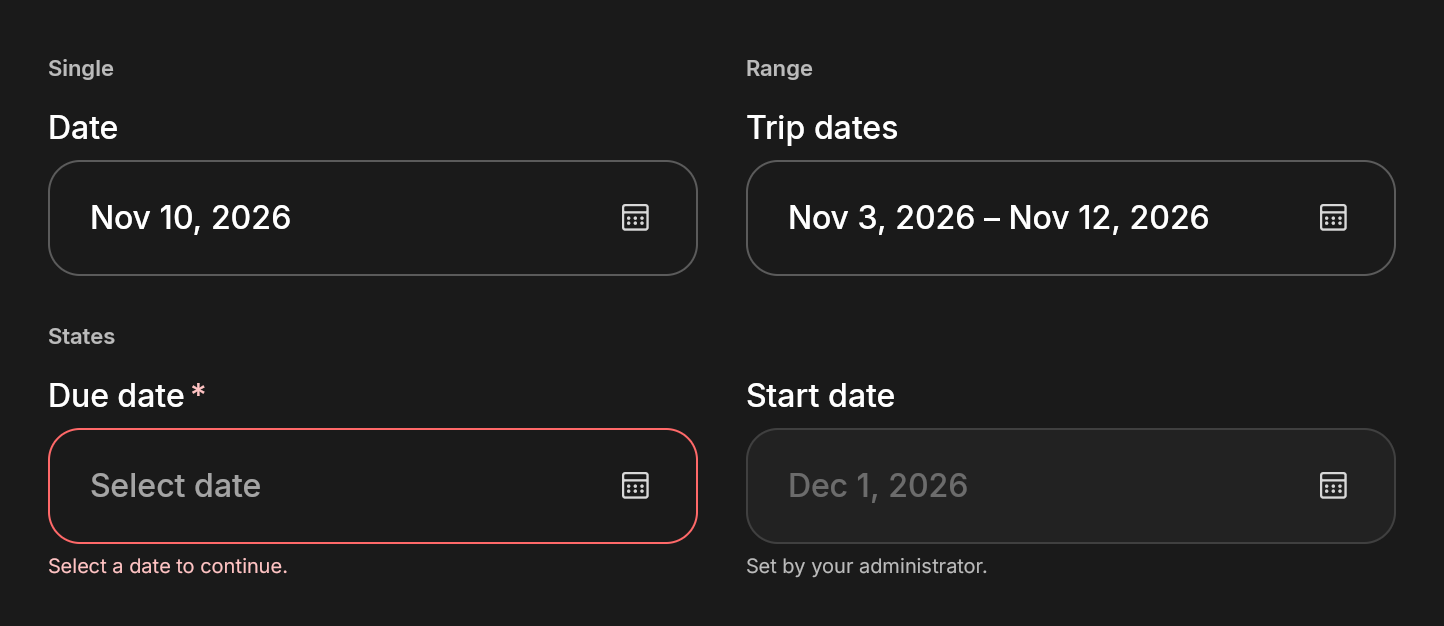 Single
Date
Nov 10, 2026
Range
Trip dates
Nov 3, 2026 – Nov 12, 2026
States
Due date *
Select date
Select a date to continue.
Start date
Dec 1, 2026
Set by your administrator.